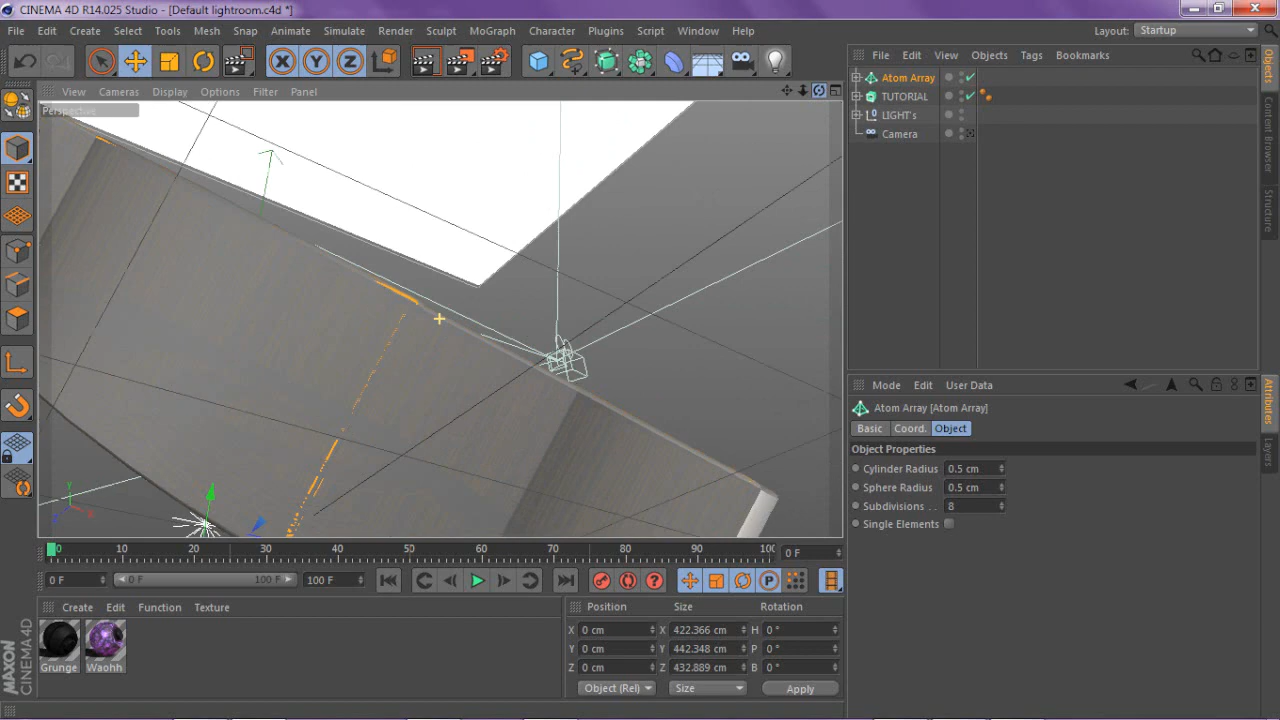 CINEMA 4D R14.025 Studio - [Default lightroom.c4d *]
File Edit Create Select Tools Mesh Snap Animate Simulate Render Sculpt MoGraph Character Plugins Script Window Help Layout: Startup
X Y Z
File Edit View Objects Tags Bookmarks
View Cameras Display Options Filter Panel
Perspective
Atom Array
TUTORIAL
LIGHT's
Camera
Objects
Content Browser
Structure
Mode Edit User Data
Atom Array [Atom Array]
Basic Coord. Object
Object Properties
Cylinder Radius 0.5 cm
Sphere Radius 0.5 cm
Subdivisions . . 8
Single Elements
Attributes
Layers
Y
X
Z
0 10 20 30 40 50 60 70 80 90 100 0 F
0 F 0 F 100 F 100 F
Create Edit Function Texture
Grunge Waohh
Position Size Rotation
X 0 cm X 422.366 cm H 0 °
Y 0 cm Y 442.348 cm P 0 °
Z 0 cm Z 432.889 cm B 0 °
Object (Rel) Size Apply
MAXON
CINEMA 4D